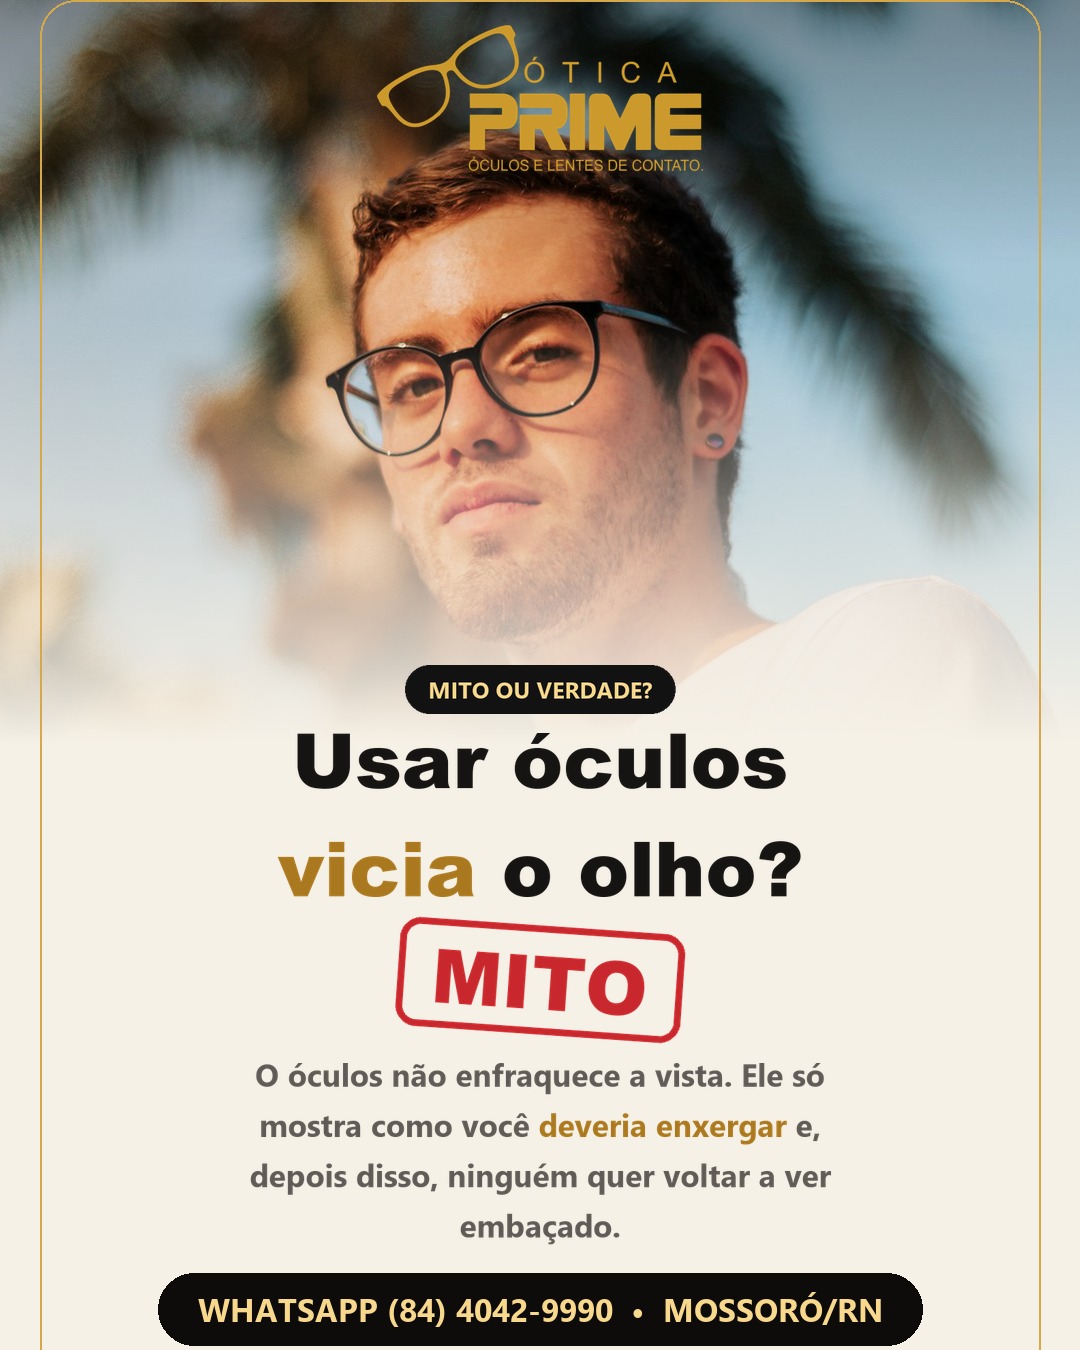 ÓTICA
PRIME
ÓCULOS E LENTES DE CONTATO.
MITO OU VERDADE?
Usar óculos
vicia o olho?
MITO
O óculos não enfraquece a vista. Ele só
mostra como você deveria enxergar e,
depois disso, ninguém quer voltar a ver
embaçado.
WHATSAPP (84) 4042-9990 • MOSSORÓ/RN